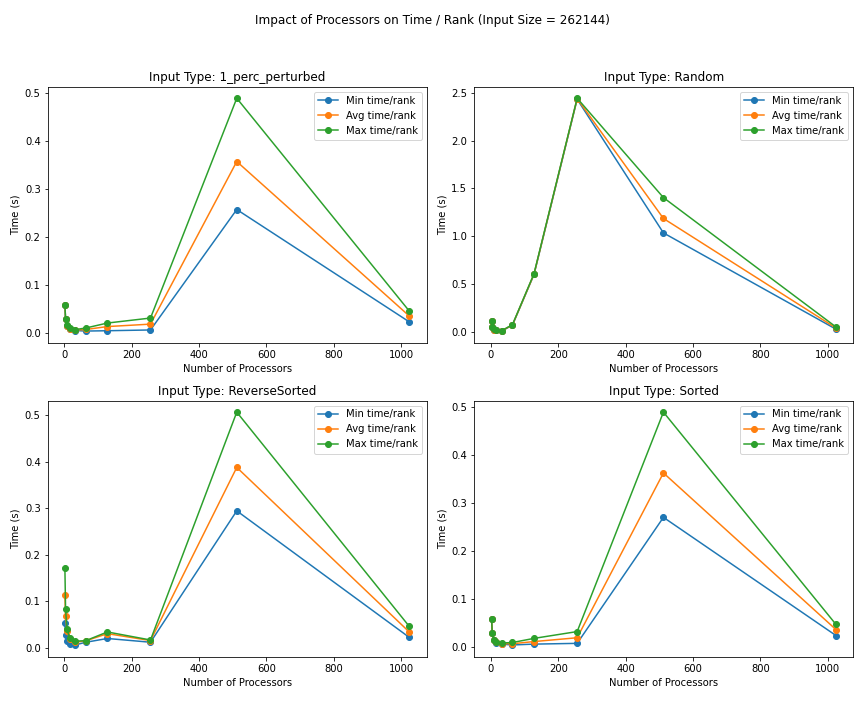 Impact of Processors on Time / Rank (Input Size = 262144)
Input Type: 1_perc_perturbed
Time (s)
0.5
0.4
0.3
0.2
0.1
0.0
Min time/rank
Avg time/rank
Max time/rank
0 200 400 600 800 1000
Number of Processors
Input Type: Random
Time (s)
2.5
2.0
1.5
1.0
0.5
0.0
Min time/rank
Avg time/rank
Max time/rank
0 200 400 600 800 1000
Number of Processors
Input Type: ReverseSorted
Time (s)
0.5
0.4
0.3
0.2
0.1
0.0
Min time/rank
Avg time/rank
Max time/rank
0 200 400 600 800 1000
Number of Processors
Input Type: Sorted
Time (s)
0.5
0.4
0.3
0.2
0.1
0.0
Min time/rank
Avg time/rank
Max time/rank
0 200 400 600 800 1000
Number of Processors